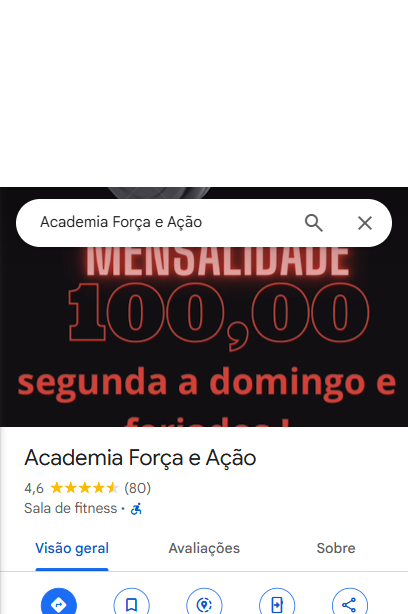 Academia Força e Ação
MENSALIDADE
100,00
segunda a domingo e
feriados !
Academia Força e Ação
4,6 (80)
Sala de fitness ·
Visão geral Avaliações Sobre